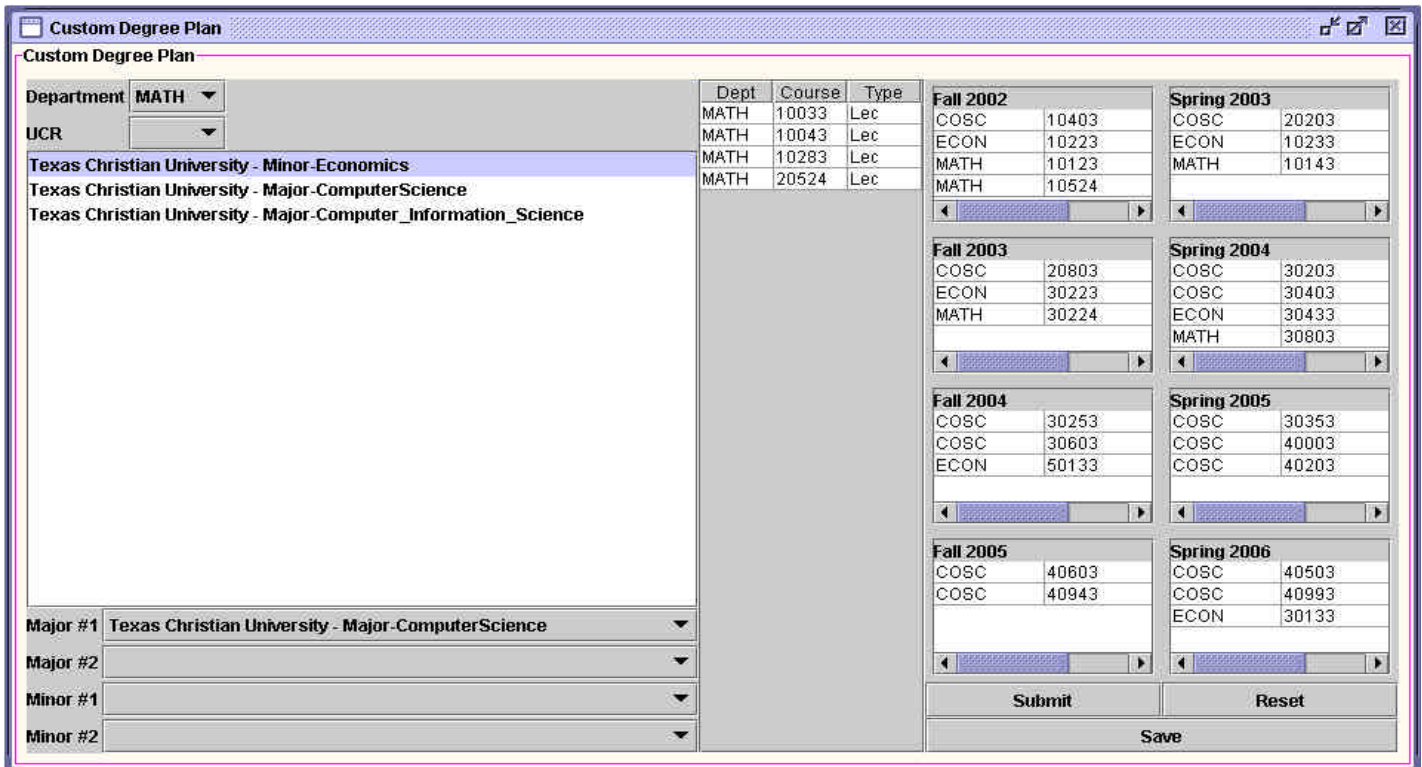 Custom Degree Plan
Custom Degree Plan
Department MATH
UCR
Texas Christian University - Minor-Economics
Texas Christian University - Major-ComputerScience
Texas Christian University - Major-Computer_Information_Science
Major #1 Texas Christian University - Major-ComputerScience
Major #2
Minor #1
Minor #2
Dept Course Type
MATH 10033 Lec
MATH 10043 Lec
MATH 10283 Lec
MATH 20524 Lec
Fall 2002
COSC 10403
ECON 10223
MATH 10123
MATH 10524
Spring 2003
COSC 20203
ECON 10233
MATH 10143
Fall 2003
COSC 20803
ECON 30223
MATH 30224
Spring 2004
COSC 30203
COSC 30403
ECON 30433
MATH 30803
Fall 2004
COSC 30253
COSC 30603
ECON 50133
Spring 2005
COSC 30353
COSC 40003
COSC 40203
Fall 2005
COSC 40603
COSC 40943
Spring 2006
COSC 40503
COSC 40993
ECON 30133
Submit Reset
Save